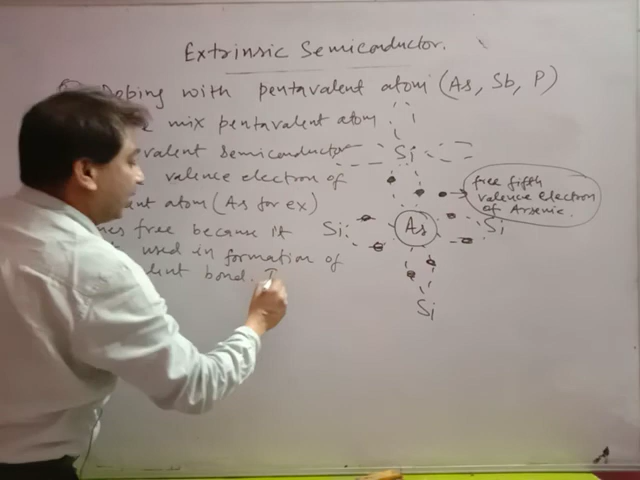 Extrinsic Semiconductor.
Doping with pentavalent atom (As, Sb, P)
mix pentavalent atom
valent semiconductor
Si
valence electron of
free fifth
valence electron
of Arsenic.
atom (As for ex)
Si
As
Si
free because it
used in formation of
bond. I
Si